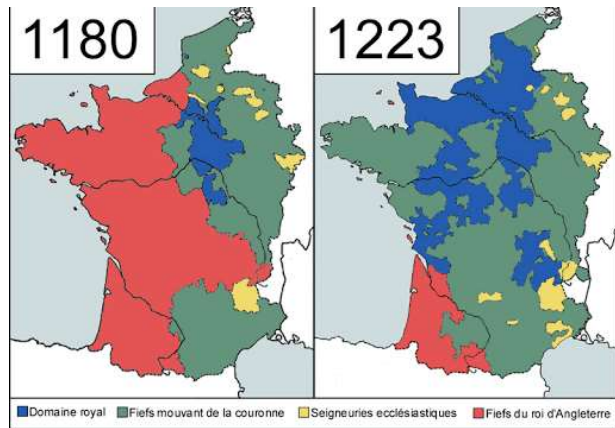 1180
1223
Domaine royal
Fiefs mouvant de la couronne
Seigneuries ecclésiastiques
Fiefs du roi d'Angleterre